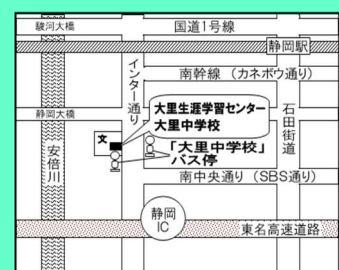 駿河大橋
国道1号線
静岡駅
インター通り
南幹線（カネボウ通り）
静岡大橋
大里生涯学習センター
大里中学校
文
「大里中学校」
バス停
石田街道
安倍川
南中央通り（SBS通り）
静岡
IC
東名高速道路